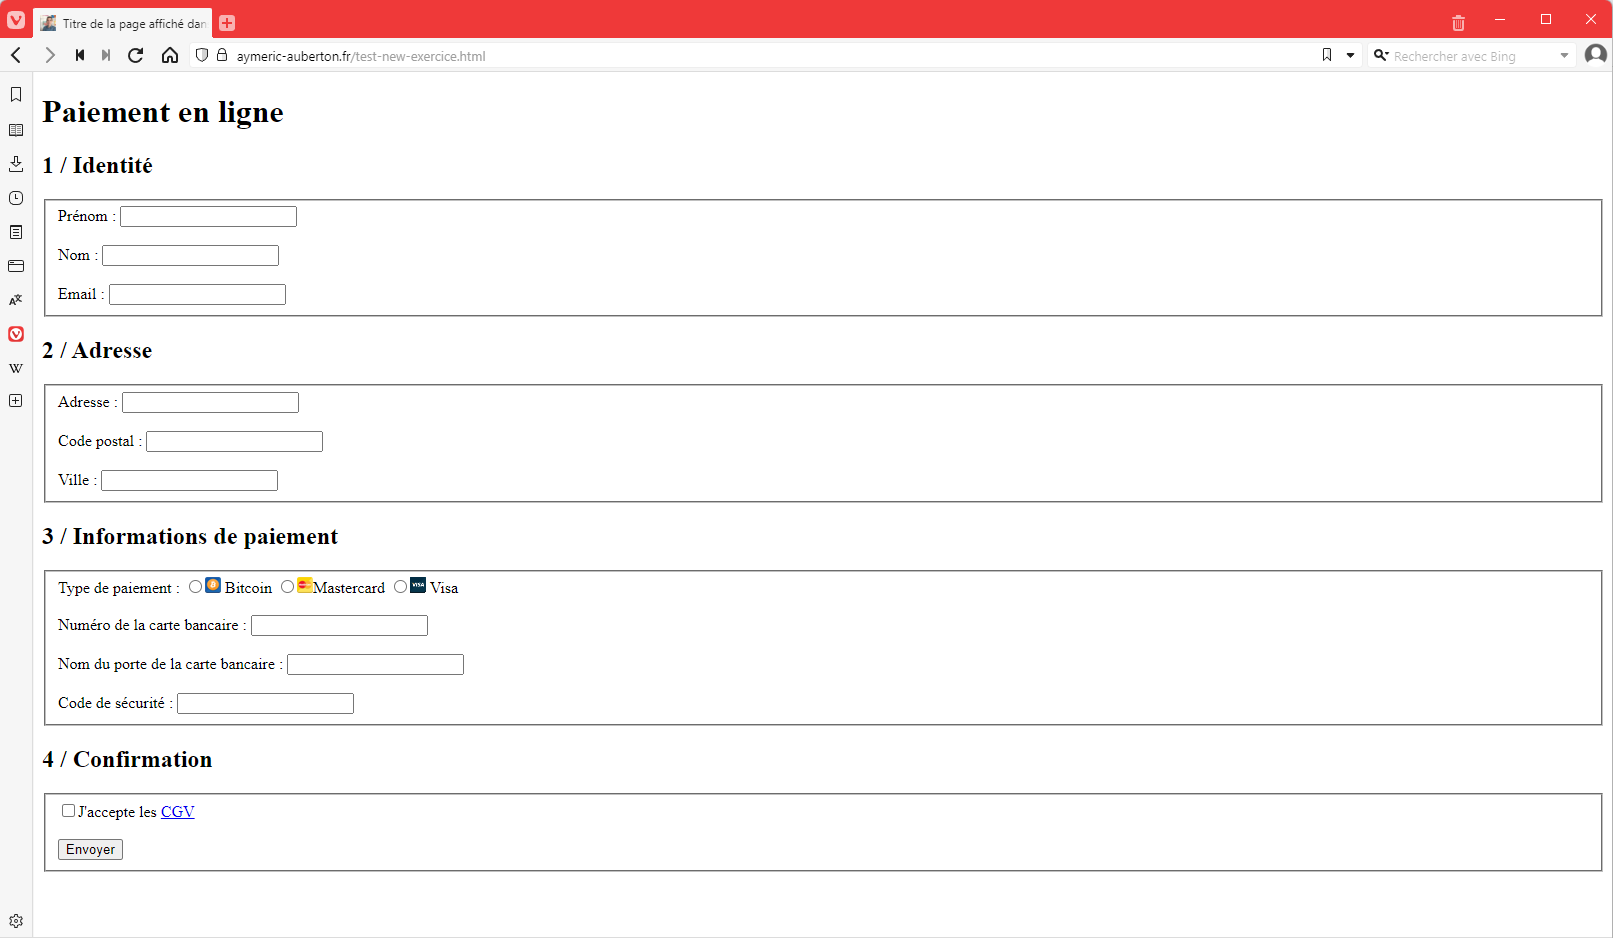 Titre de la page affiché dan
aymeric-auberton.fr/test-new-exercice.html
Rechercher avec Bing
Paiement en ligne
1 / Identité
Prénom :
Nom :
Email :
2 / Adresse
Adresse :
Code postal :
Ville :
3 / Informations de paiement
Type de paiement : Bitcoin Mastercard VISA Visa
Numéro de la carte bancaire :
Nom du porte de la carte bancaire :
Code de sécurité :
4 / Confirmation
J'accepte les CGV
Envoyer